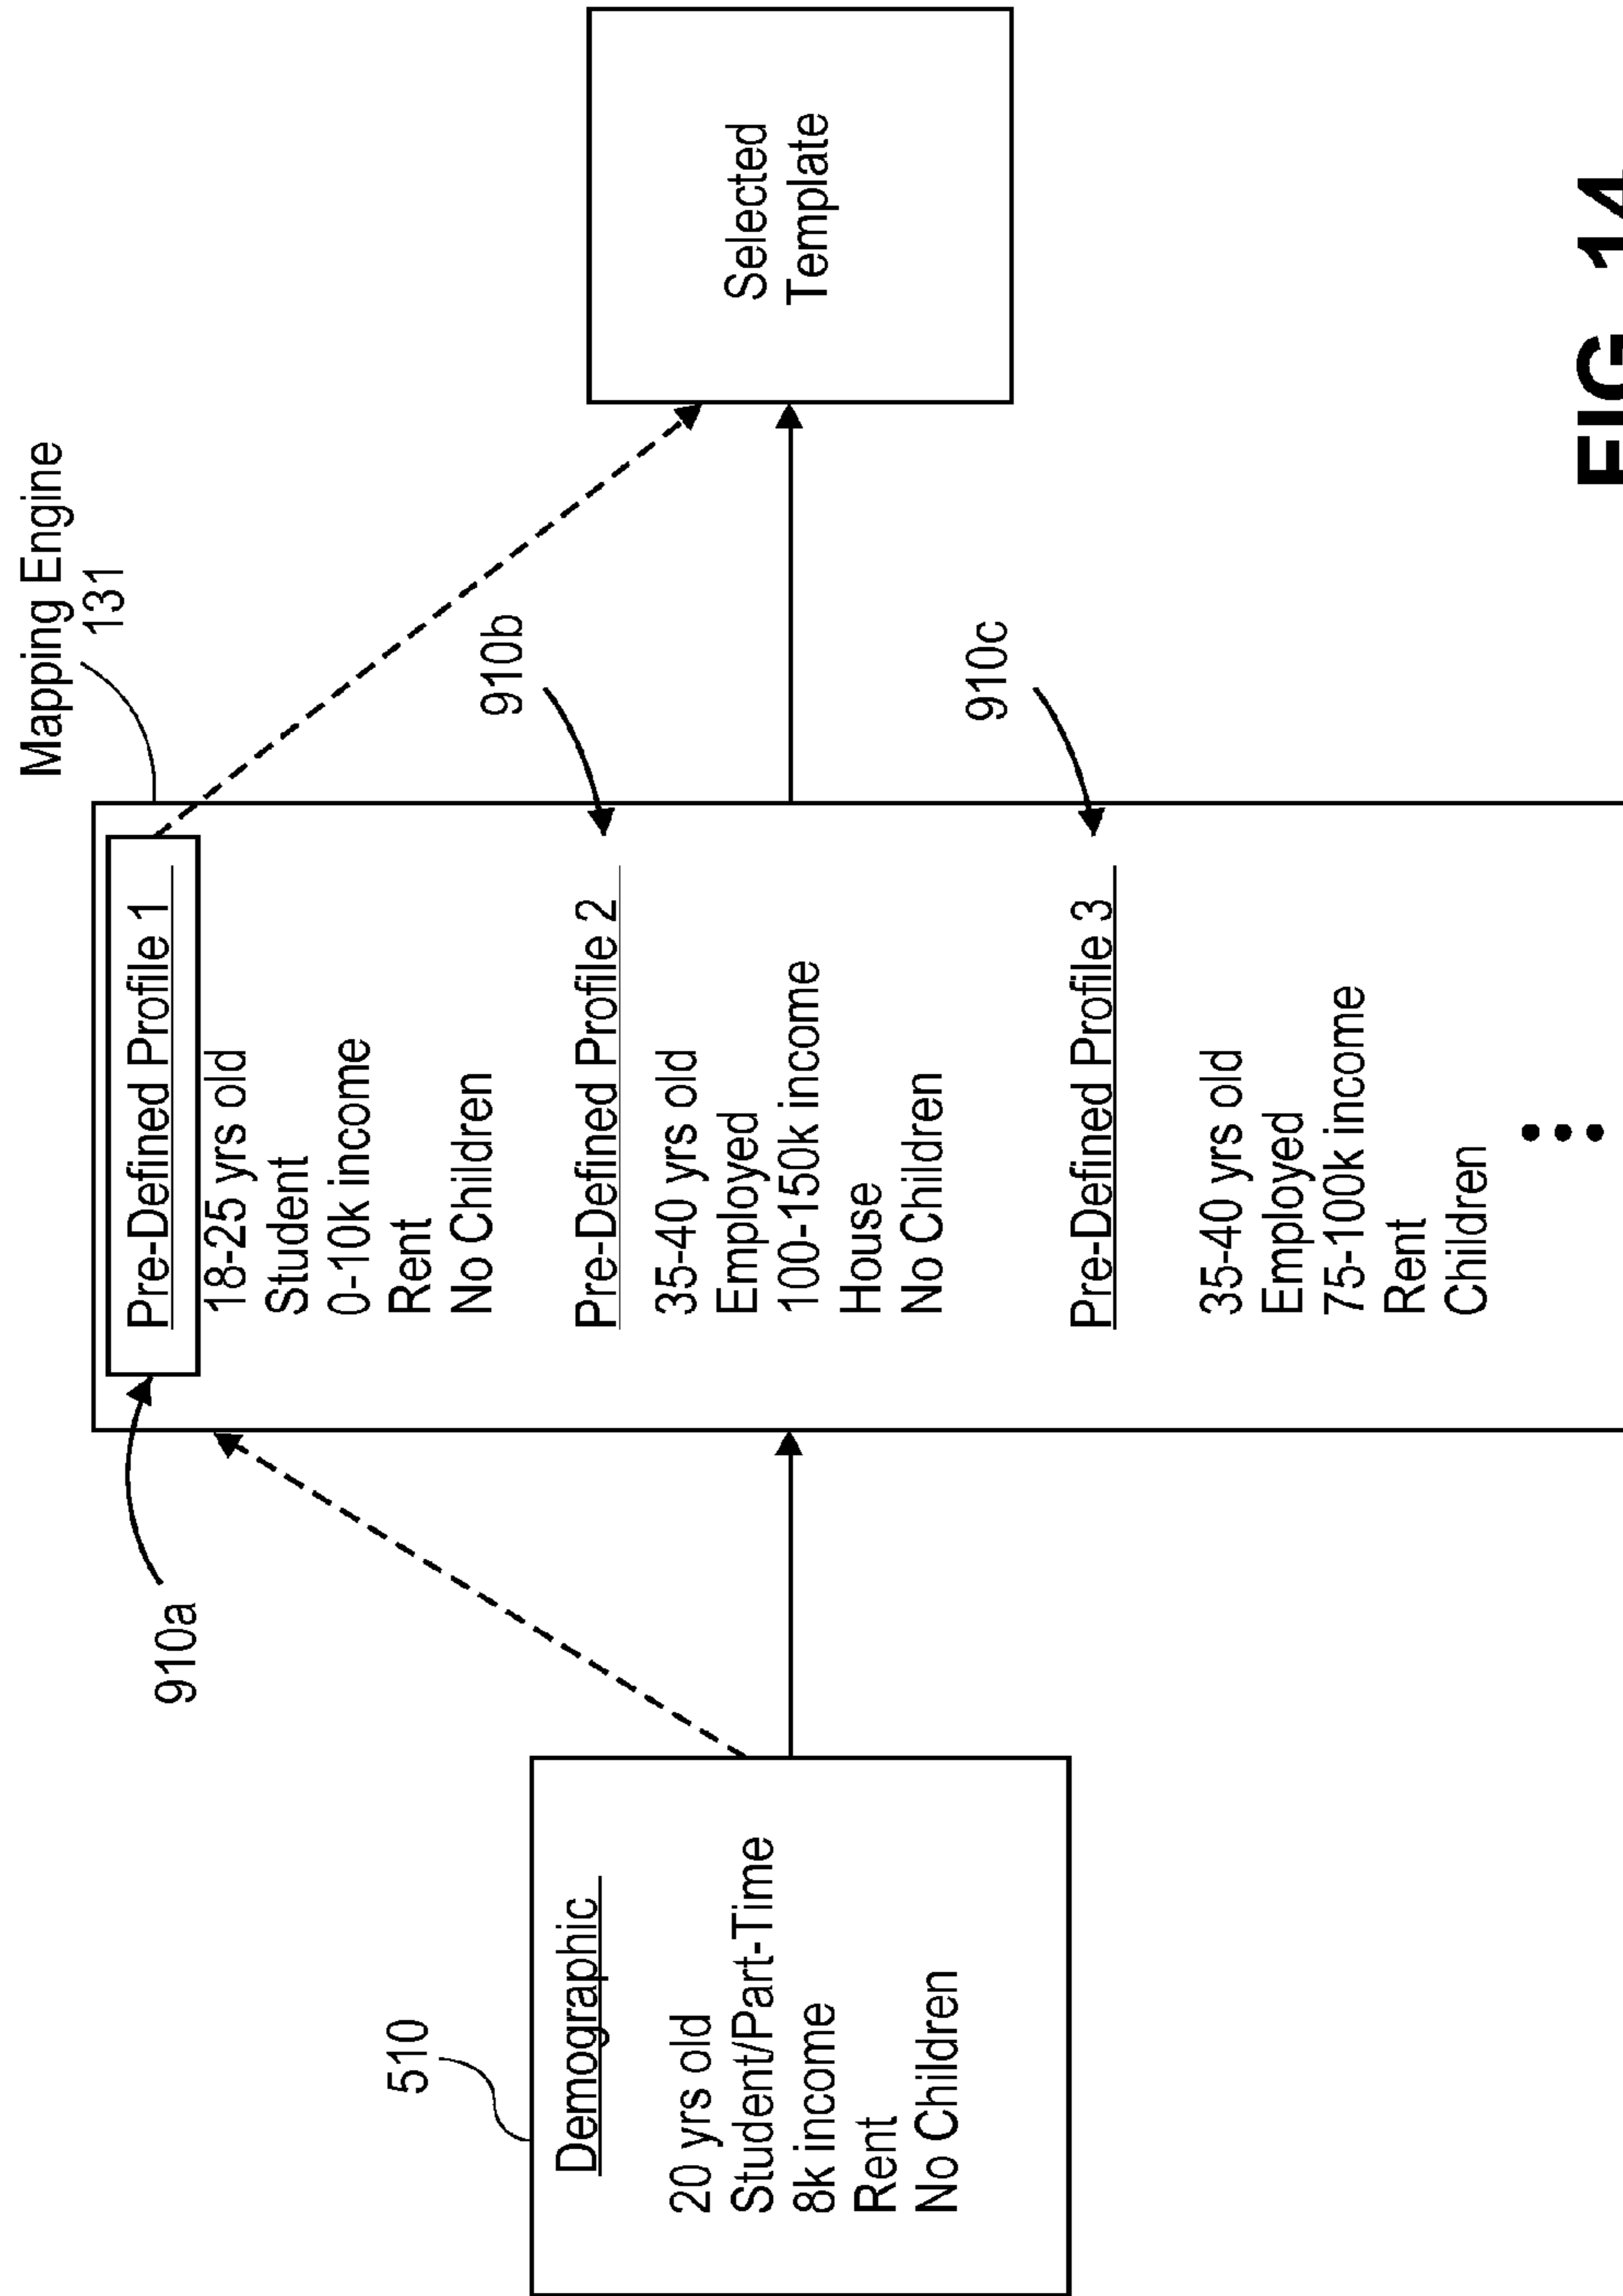 510
Demographic
20 yrs old
Student/Part-Time
8k income
Rent
No Children
910a
Mapping Engine
131
Pre-Defined Profile 1
18-25 yrs old
Student
0-10k income
Rent
No Children
910b
Pre-Defined Profile 2
35-40 yrs old
Employed
100-150k income
House
No Children
910c
Pre-Defined Profile 3
35-40 yrs old
Employed
75-100k income
Rent
Children
Selected
Template
FIG. 14